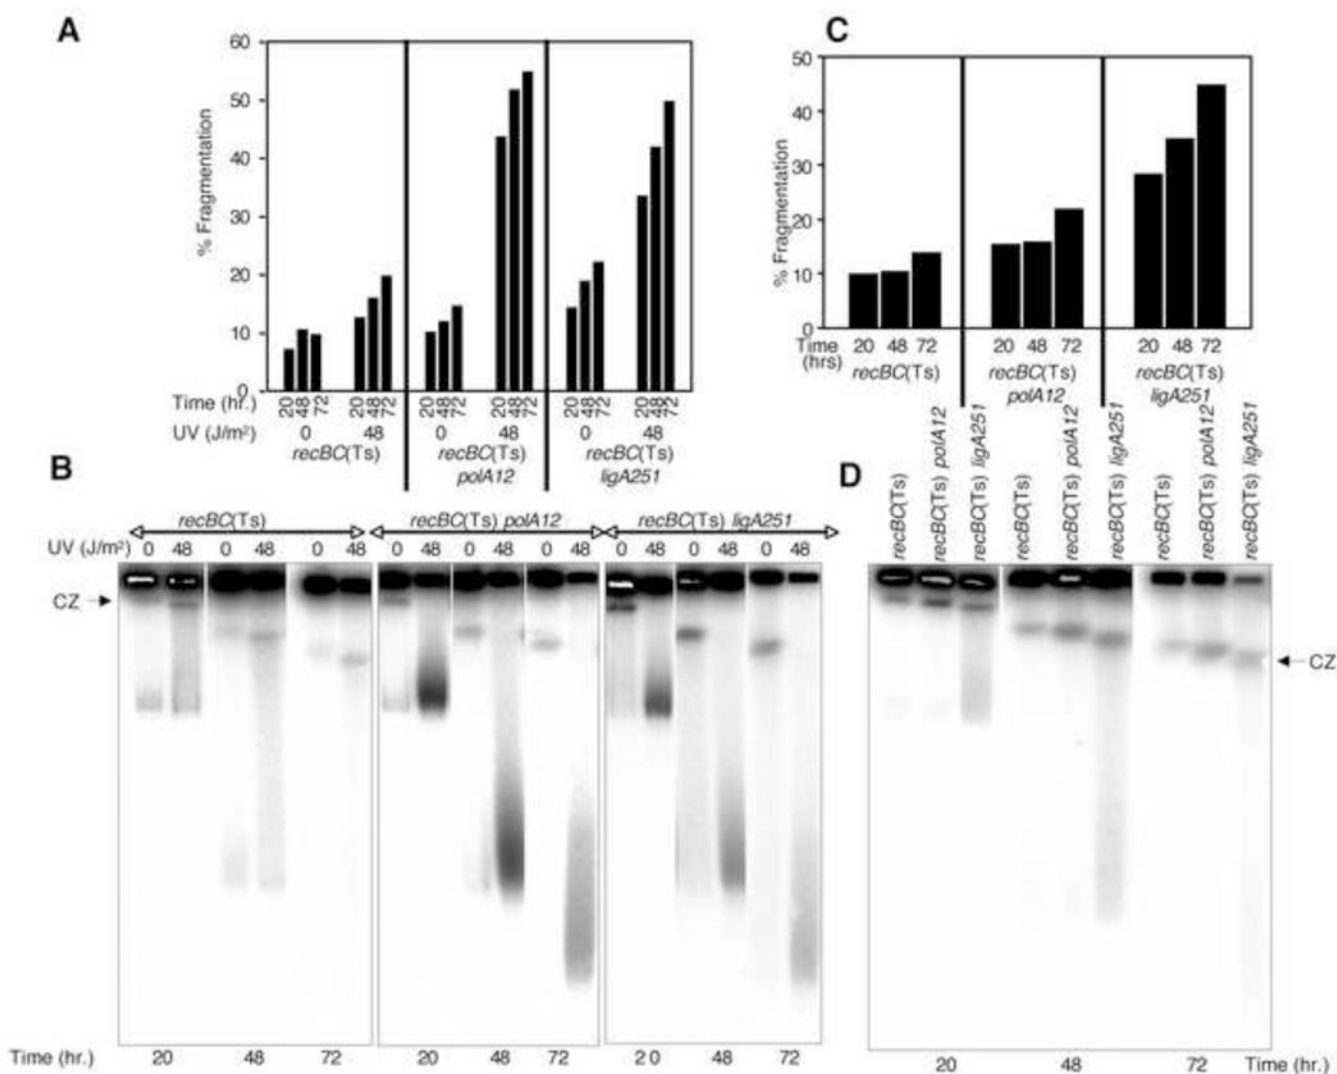 A
60
50
40
30
20
10
0
% Fragmentation
Time (hr.) 20 48 72 20 48 72 20 48 72 20 48 72 20 48 72 20 48 72
UV (J/m²) 0 48 0 48 0 48
recBC(Ts) recBC(Ts) recBC(Ts)
polA12 ligA251
C
50
40
30
20
10
0
% Fragmentation
Time 20 48 72 20 48 72 20 48 72
(hrs) recBC(Ts) recBC(Ts) recBC(Ts)
polA12 ligA251
B
recBC(Ts) recBC(Ts) polA12 recBC(Ts) ligA251
UV (J/m²) 0 48 0 48 0 48 0 48 0 48 0 48 0 48 0 48 0 48
CZ
Time (hr.) 20 48 72 20 48 72 2 0 48 72
D
recBC(Ts)
recBC(Ts) polA12
recBC(Ts) ligA251
recBC(Ts)
recBC(Ts) polA12
recBC(Ts) ligA251
recBC(Ts)
recBC(Ts) polA12
recBC(Ts) ligA251
CZ
20 48 72 Time (hr.)